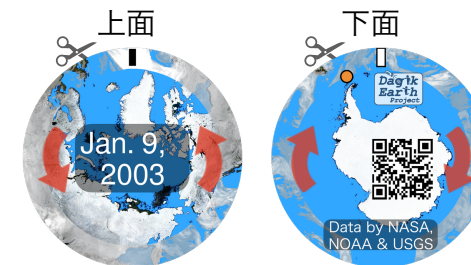 上面
下面
Jan. 9,
2003
Dagik
Earth
Project
Data by NASA,
NOAA & USGS